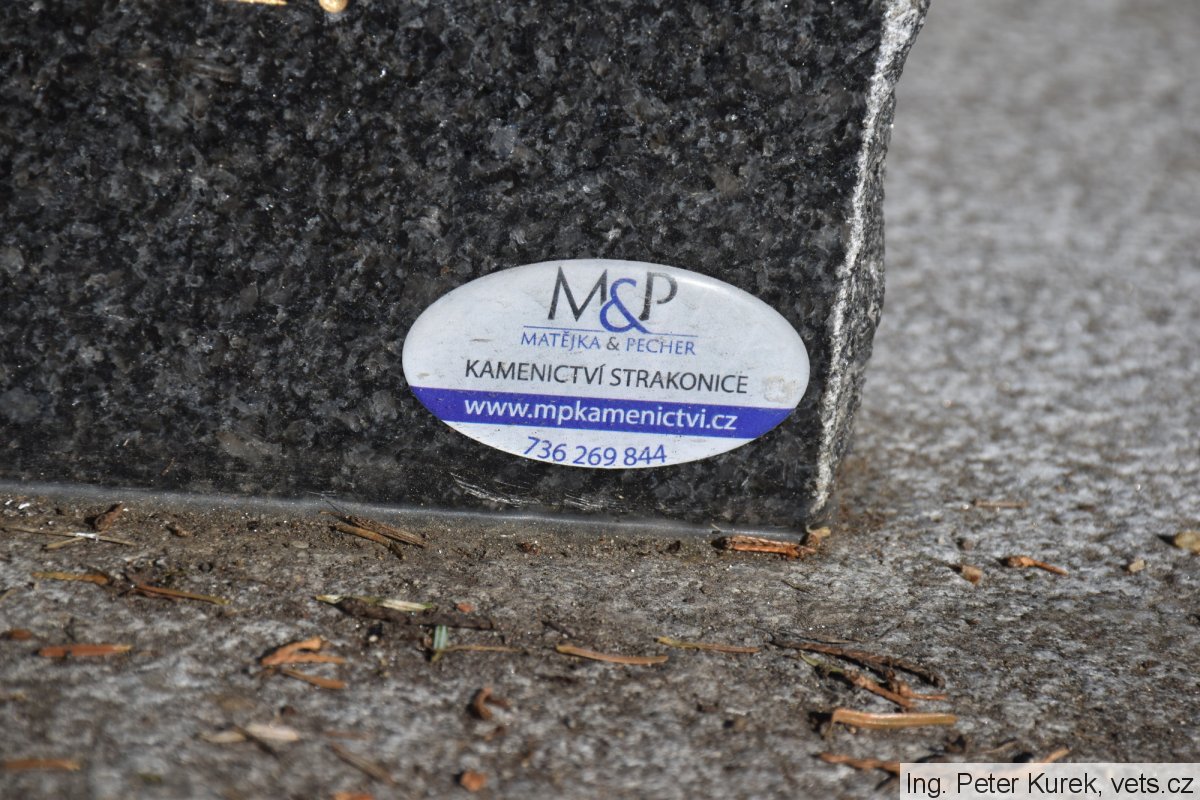 M&P
MATĚJKA & PECHER
KAMENICTVÍ STRAKONICE
www.mpkamenictvi.cz
736 269 844
Ing. Peter Kurek, vets.cz